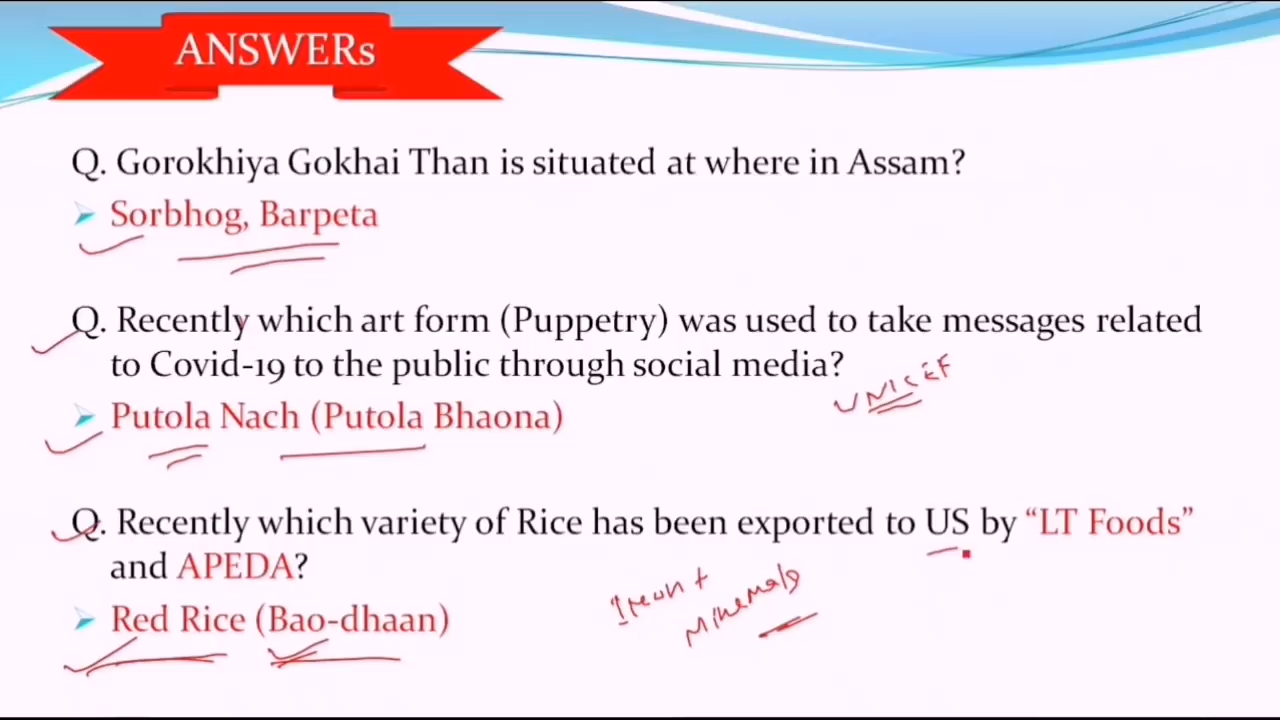 ANSWERs
Q. Gorokhiya Gokhai Than is situated at where in Assam?
Sorbhog, Barpeta
Q. Recently which art form (Puppetry) was used to take messages related
to Covid-19 to the public through social media?
UNICEF
Putola Nach (Putola Bhaona)
Q. Recently which variety of Rice has been exported to US by “LT Foods”
and APEDA?
Iron +
Minerals
Red Rice (Bao-dhaan)